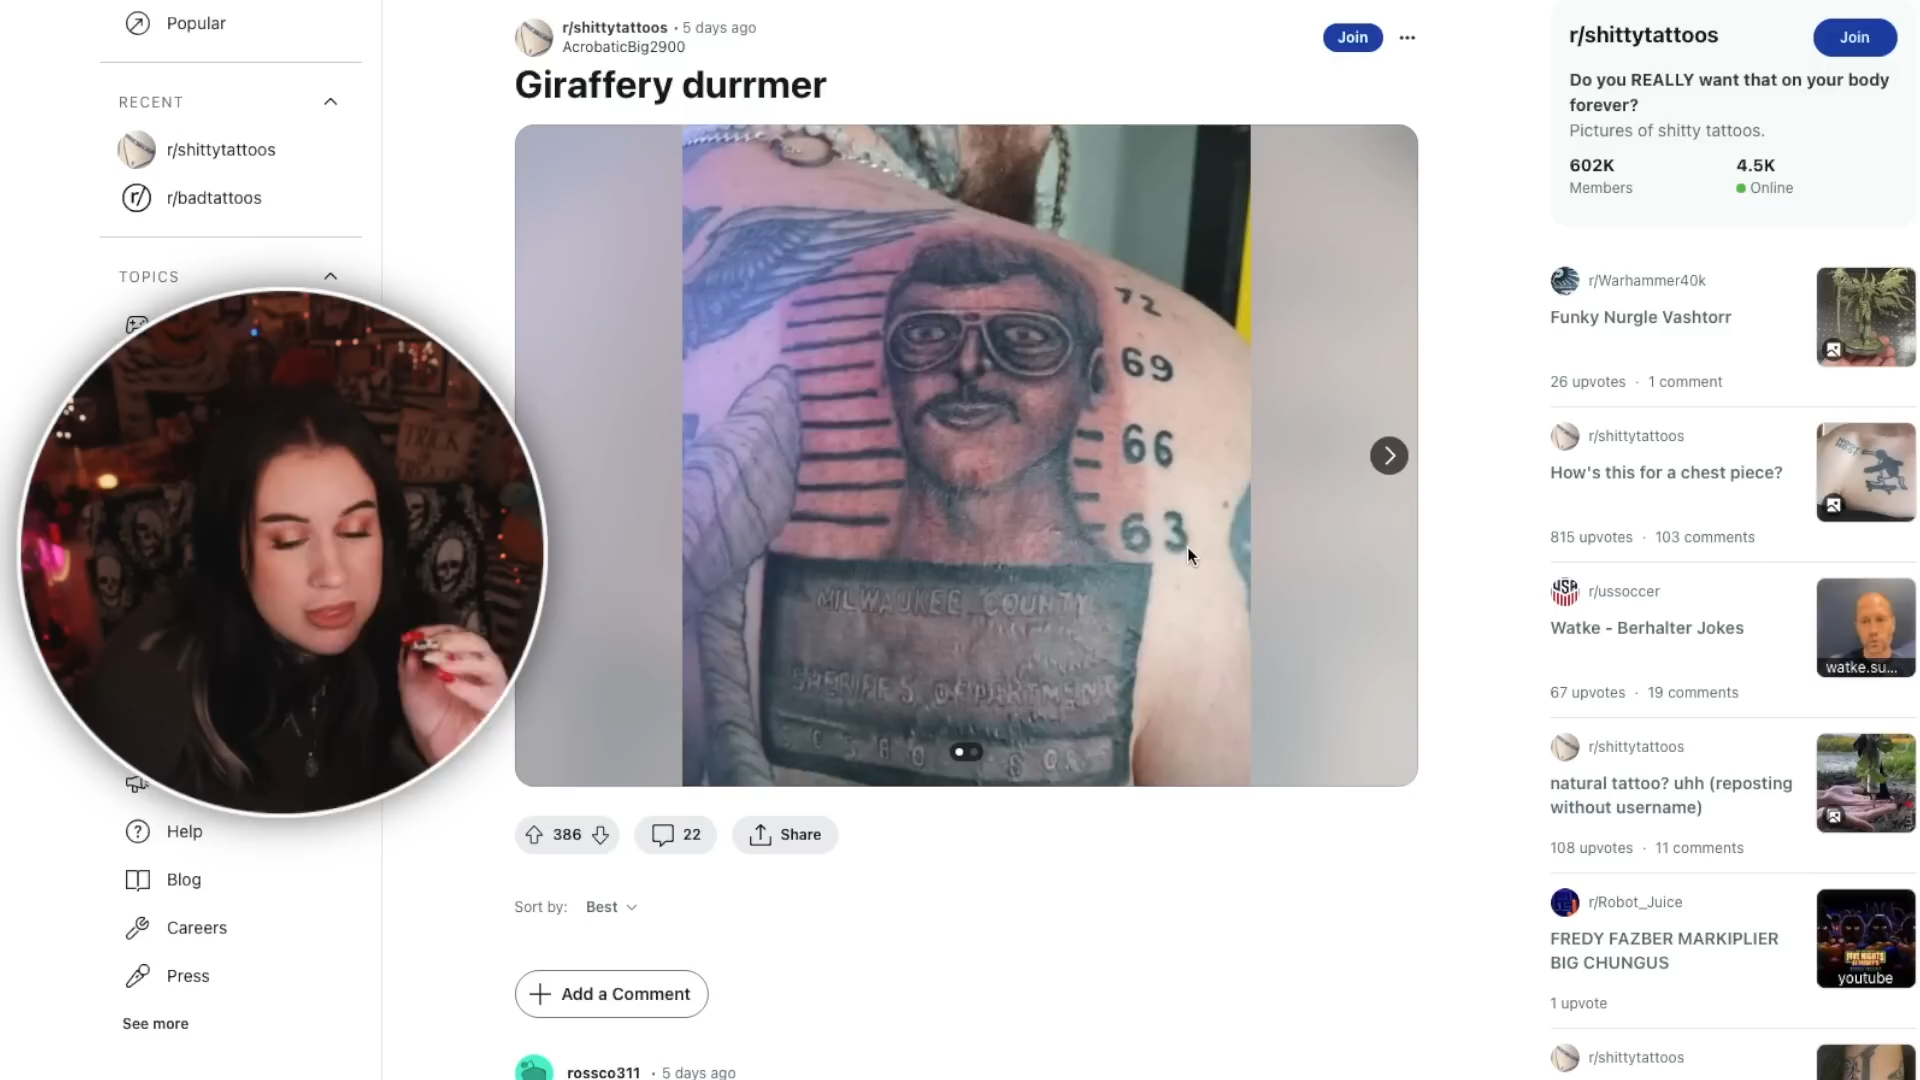 Popular
RECENT
r/shittytattoos
r/badtattoos
TOPICS
Help
Blog
Careers
Press
See more
r/shittytattoos · 5 days ago
AcrobaticBig2900
Join
Giraffery durrmer
72
69
66
63
MILWAUKEE COUNTY
SHERIFF'S DEPARTMENT
TRICK
386
22
Share
Sort by: Best
Add a Comment
rossco311 · 5 days ago
r/shittytattoos
Join
Do you REALLY want that on your body
forever?
Pictures of shitty tattoos.
602K
Members
4.5K
Online
r/Warhammer40k
Funky Nurgle Vashtorr
26 upvotes · 1 comment
r/shittytattoos
How's this for a chest piece?
815 upvotes · 103 comments
r/ussoccer
Watke - Berhalter Jokes
watke.su...
67 upvotes · 19 comments
r/shittytattoos
natural tattoo? uhh (reposting
without username)
108 upvotes · 11 comments
r/Robot_Juice
FREDY FAZBER MARKIPLIER
BIG CHUNGUS
FIVE NIGHTS
youtube
1 upvote
r/shittytattoos